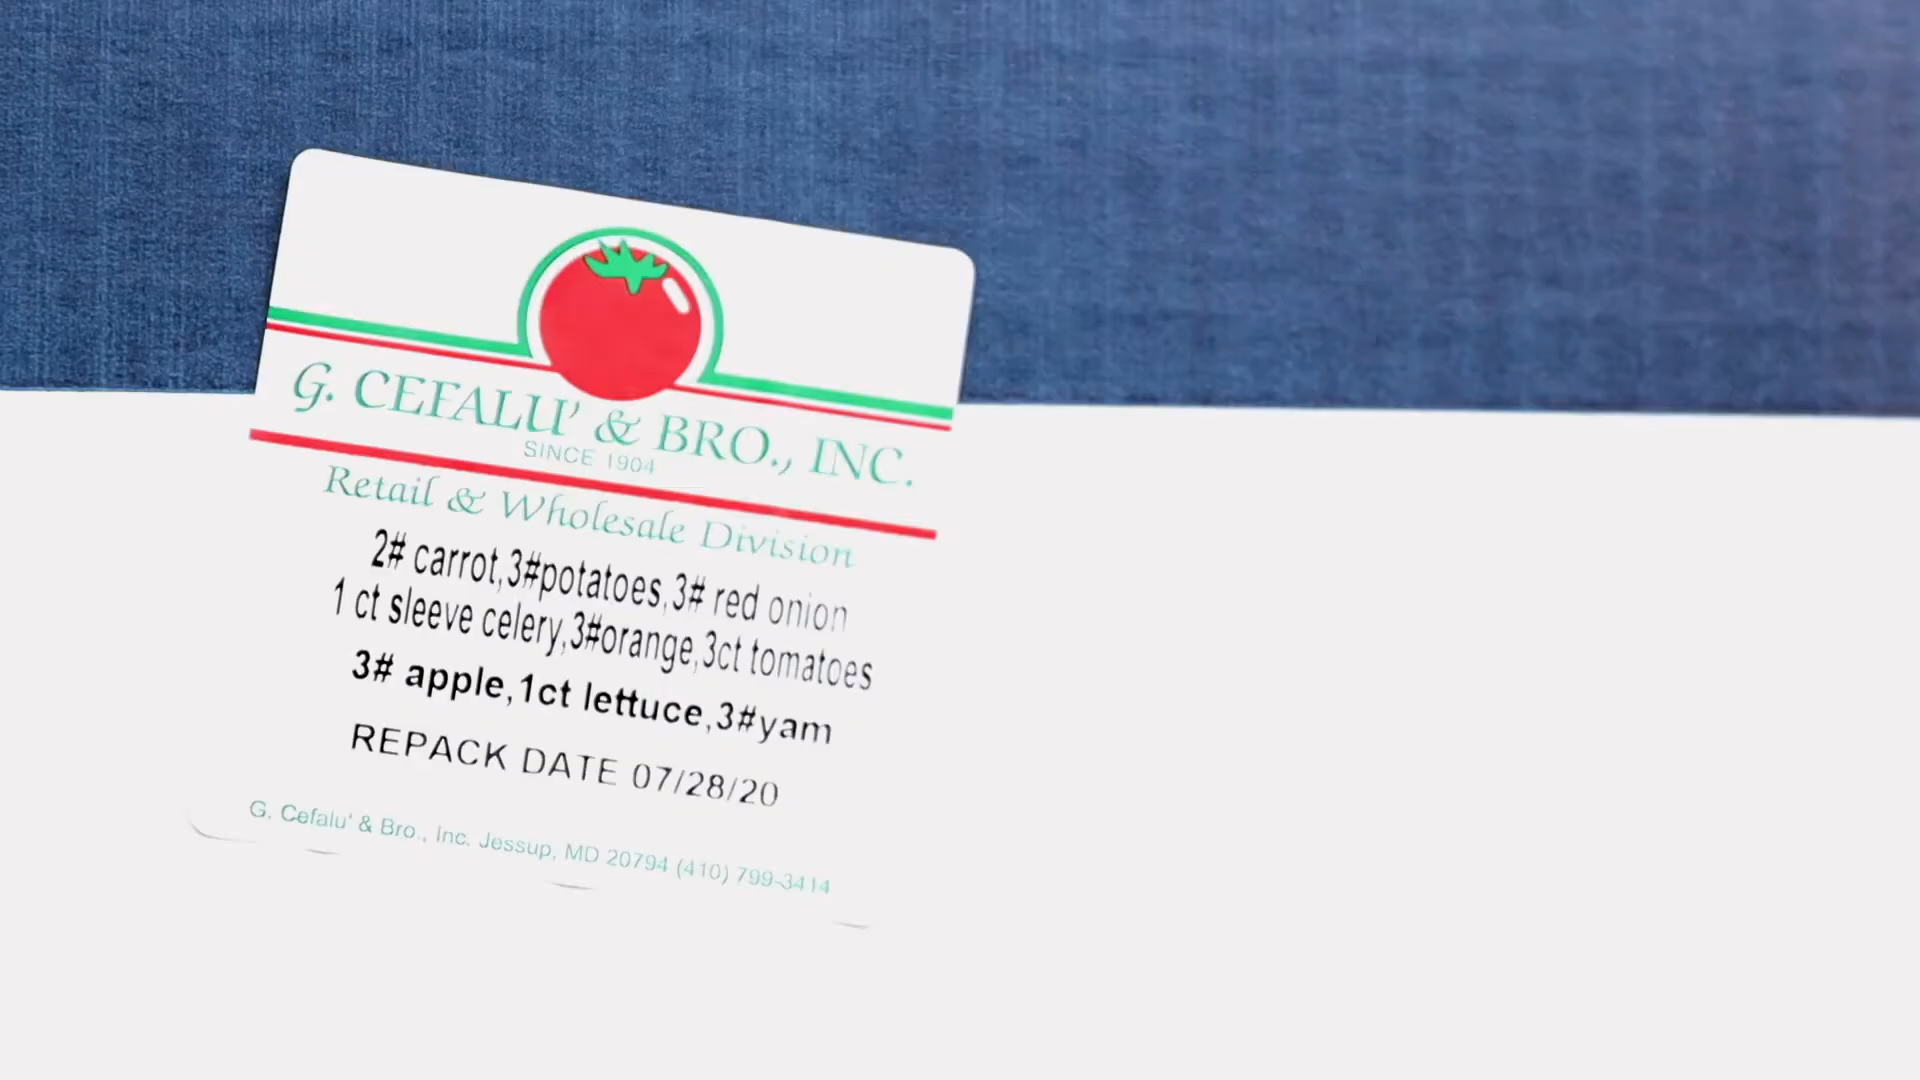 G. CEFALU' & BRO., INC.
SINCE 1904
Retail & Wholesale Division
2# carrot,3#potatoes,3# red onion
1 ct sleeve celery,3#orange,3ct tomatoes
3# apple,1ct lettuce,3#yam
REPACK DATE 07/28/20
G. Cefalu' & Bro., Inc. Jessup, MD 20794 (410) 799-3414